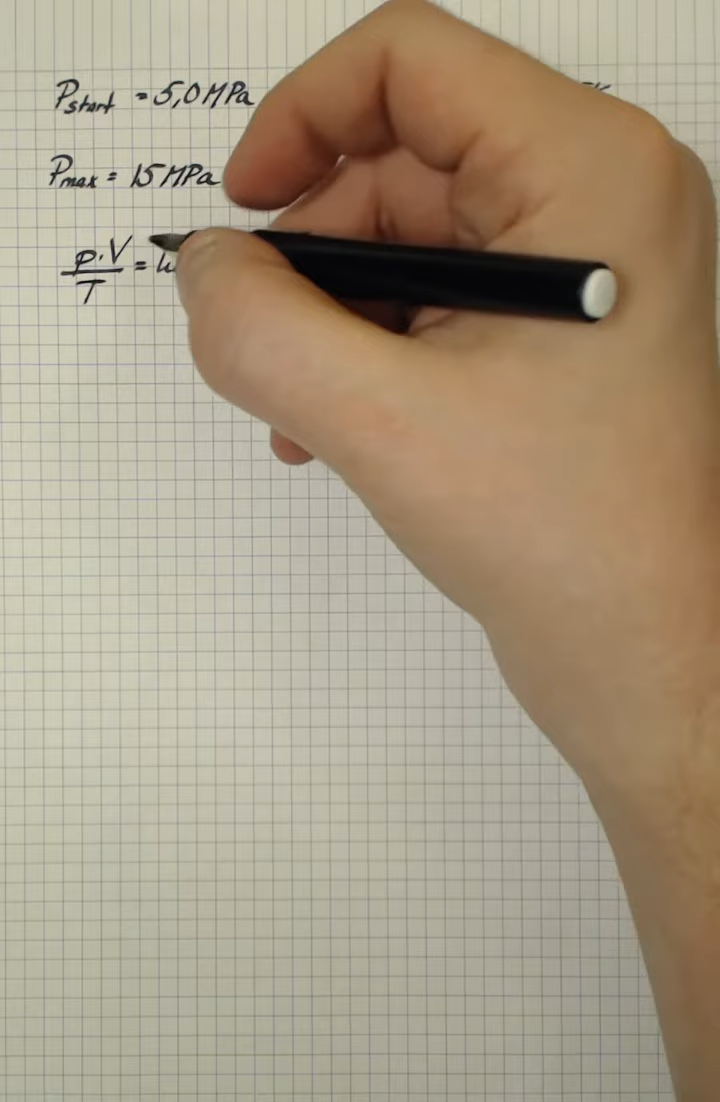 P_start = 5,0 MPa
P_max = 15 MPa
p·V
/T =